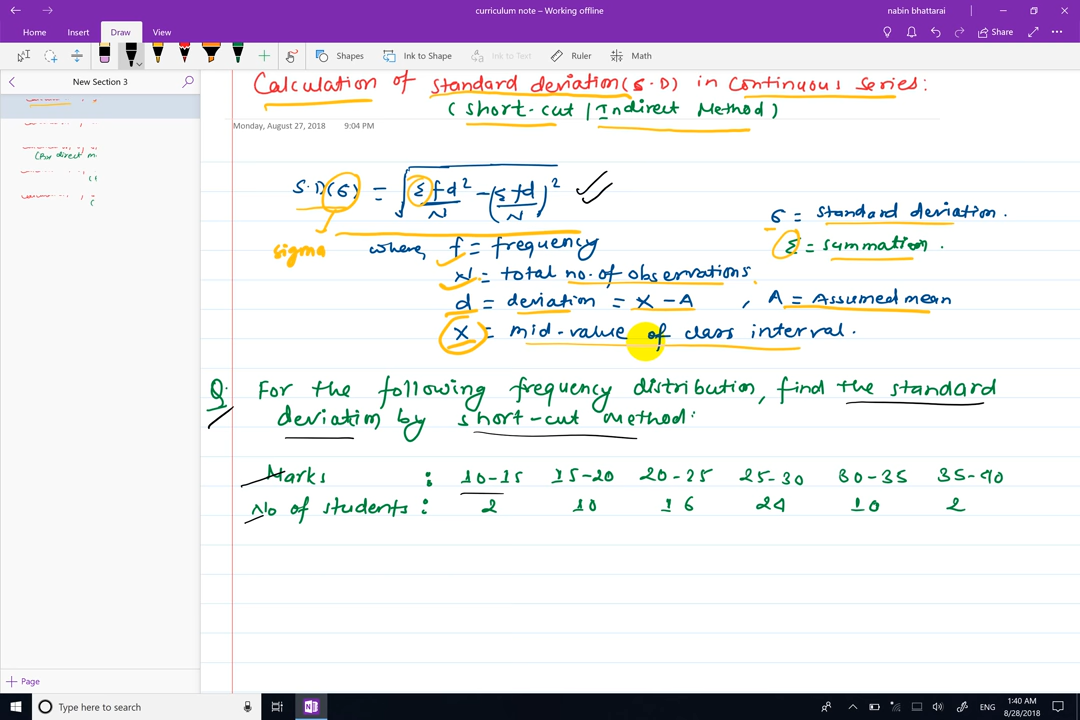 curriculum note – Working offline
nabin bhattarai
Home Insert Draw View
Share
Shapes Ink to Shape Ink to Text Ruler Math
New Section 3
(For direct m
Calculation of standard deviation (S.D) in Continuous Series:
(Short-cut | Indirect Method)
Monday, August 27, 2018 9:04 PM
S.D(σ) = √(Σfd²/N − (Σfd/N)²)
σ = standard deviation.
sigma where, f = frequency
Σ = summation.
N = total no. of observations.
d = deviation = X - A , A = Assumed mean
X = mid-value of class interval.
Q. For the following frequency distribution, find the standard
deviation by short-cut method:
Marks : 10-15 15-20 20-25 25-30 30-35 35-40
No of students : 2 10 16 24 10 2
Page
Type here to search
ENG
1:40 AM
8/28/2018